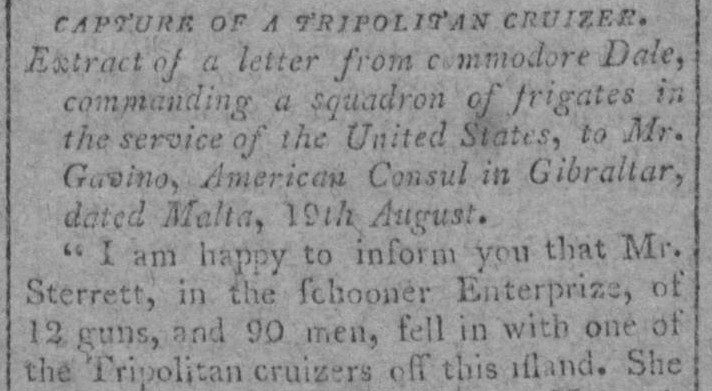 CAPTURE OF A TRIPOLITAN CRUIZER.
Extract of a letter from commodore Dale,
commanding a squadron of frigates in
the service of the United States, to Mr.
Gavino, American Consul in Gibraltar,
dated Malta, 19th August.
“ I am happy to inform you that Mr.
Sterrett, in the ſchooner Enterprize, of
12 guns, and 90 men, fell in with one of
the Tripolitan cruizers off this iſland. She